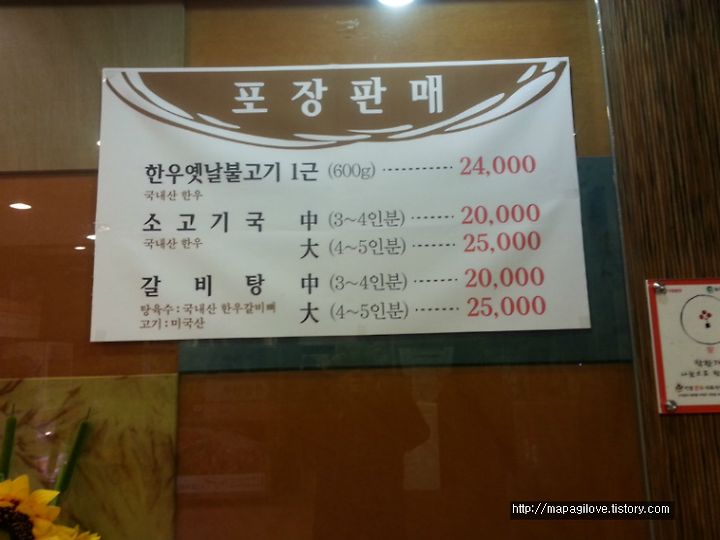 포장판매
한우옛날불고기 1근 (600g) ··········· 24,000
국내산 한우
소고기국 中 (3~4인분) ······ 20,000
국내산 한우
大 (4~5인분) ······ 25,000
갈비탕 中 (3~4인분) ······ 20,000
탕육수 : 국내산 한우갈비뼈
고기 : 미국산
大 (4~5인분) ······ 25,000
http://mapagilove.tistory.com